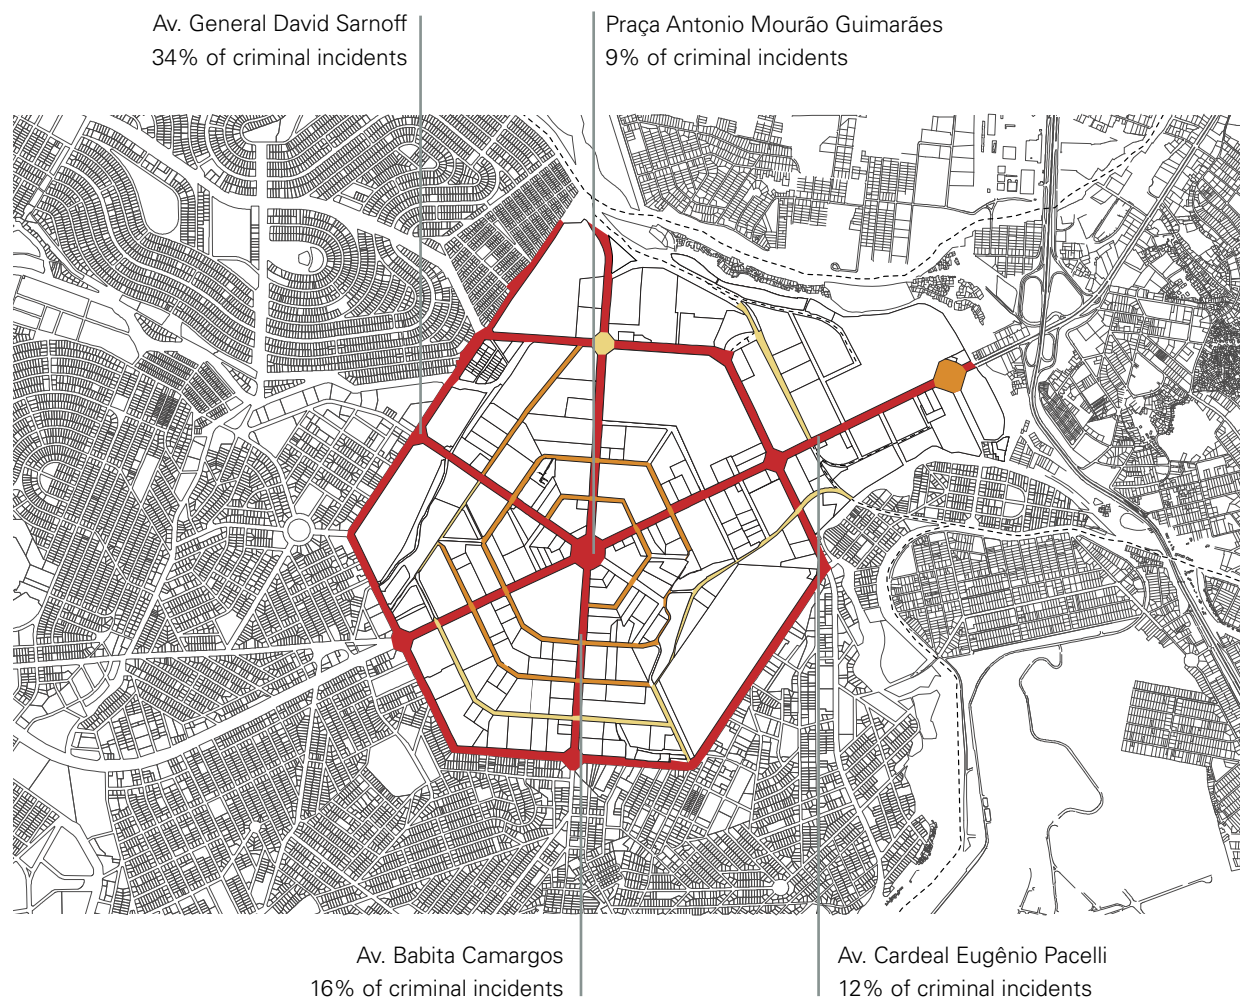 Av. General David Sarnoff
34% of criminal incidents
Praça Antonio Mourão Guimarães
9% of criminal incidents
Av. Babita Camargos
16% of criminal incidents
Av. Cardeal Eugênio Pacelli
12% of criminal incidents